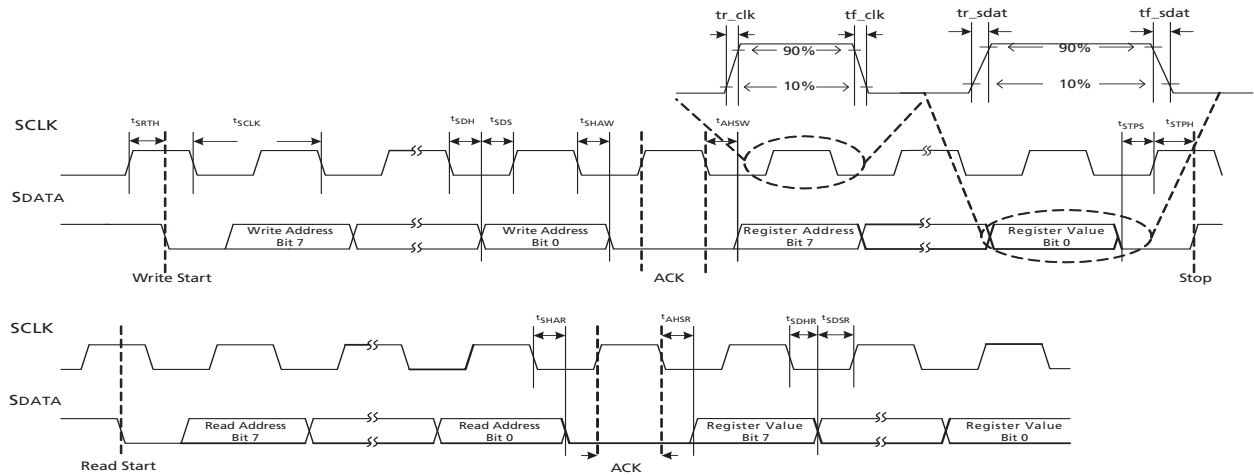 tr_clk tf_clk tr_sdat tf_sdat
90% 90%
10% 10%
SCLK
tSRTH tSCLK tSDH tSDS tSHAW tAHSW tSTPS tSTPH
SDATA
Write Address Bit 7
Write Address Bit 0
Register Address Bit 7
Register Value Bit 0
Write Start ACK Stop
SCLK
tSHAR tAHSR tSDHR tSDSR
SDATA
Read Address Bit 7
Read Address Bit 0
Register Value Bit 7
Register Value Bit 0
Read Start ACK